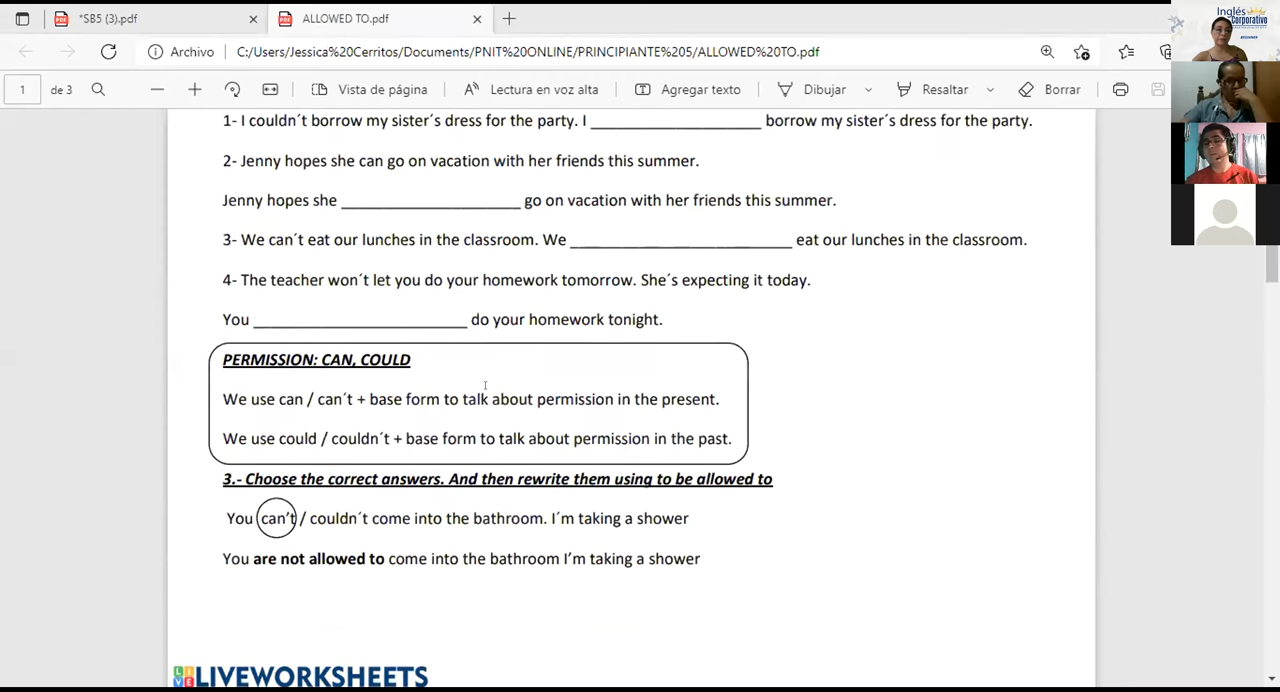 *SB5 (3).pdf
ALLOWED TO.pdf
Archivo
C:/Users/Jessica%20Cerritos/Documents/PNIT%20ONLINE/PRINCIPIANTE%205/ALLOWED%20TO.pdf
1 de 3
Vista de página
Lectura en voz alta
Agregar texto
Dibujar
Resaltar
Borrar
Inglés
Corporativo
BEGINNER
1- I couldn´t borrow my sister´s dress for the party. I ____________________ borrow my sister´s dress for the party.
2- Jenny hopes she can go on vacation with her friends this summer.
Jenny hopes she _____________________ go on vacation with her friends this summer.
3- We can´t eat our lunches in the classroom. We __________________________ eat our lunches in the classroom.
4- The teacher won´t let you do your homework tomorrow. She´s expecting it today.
You _________________________ do your homework tonight.
PERMISSION: CAN, COULD
We use can / can´t + base form to talk about permission in the present.
We use could / couldn´t + base form to talk about permission in the past.
3.- Choose the correct answers. And then rewrite them using to be allowed to
You can’t / couldn´t come into the bathroom. I´m taking a shower
You are not allowed to come into the bathroom I’m taking a shower
LIVEWORKSHEETS